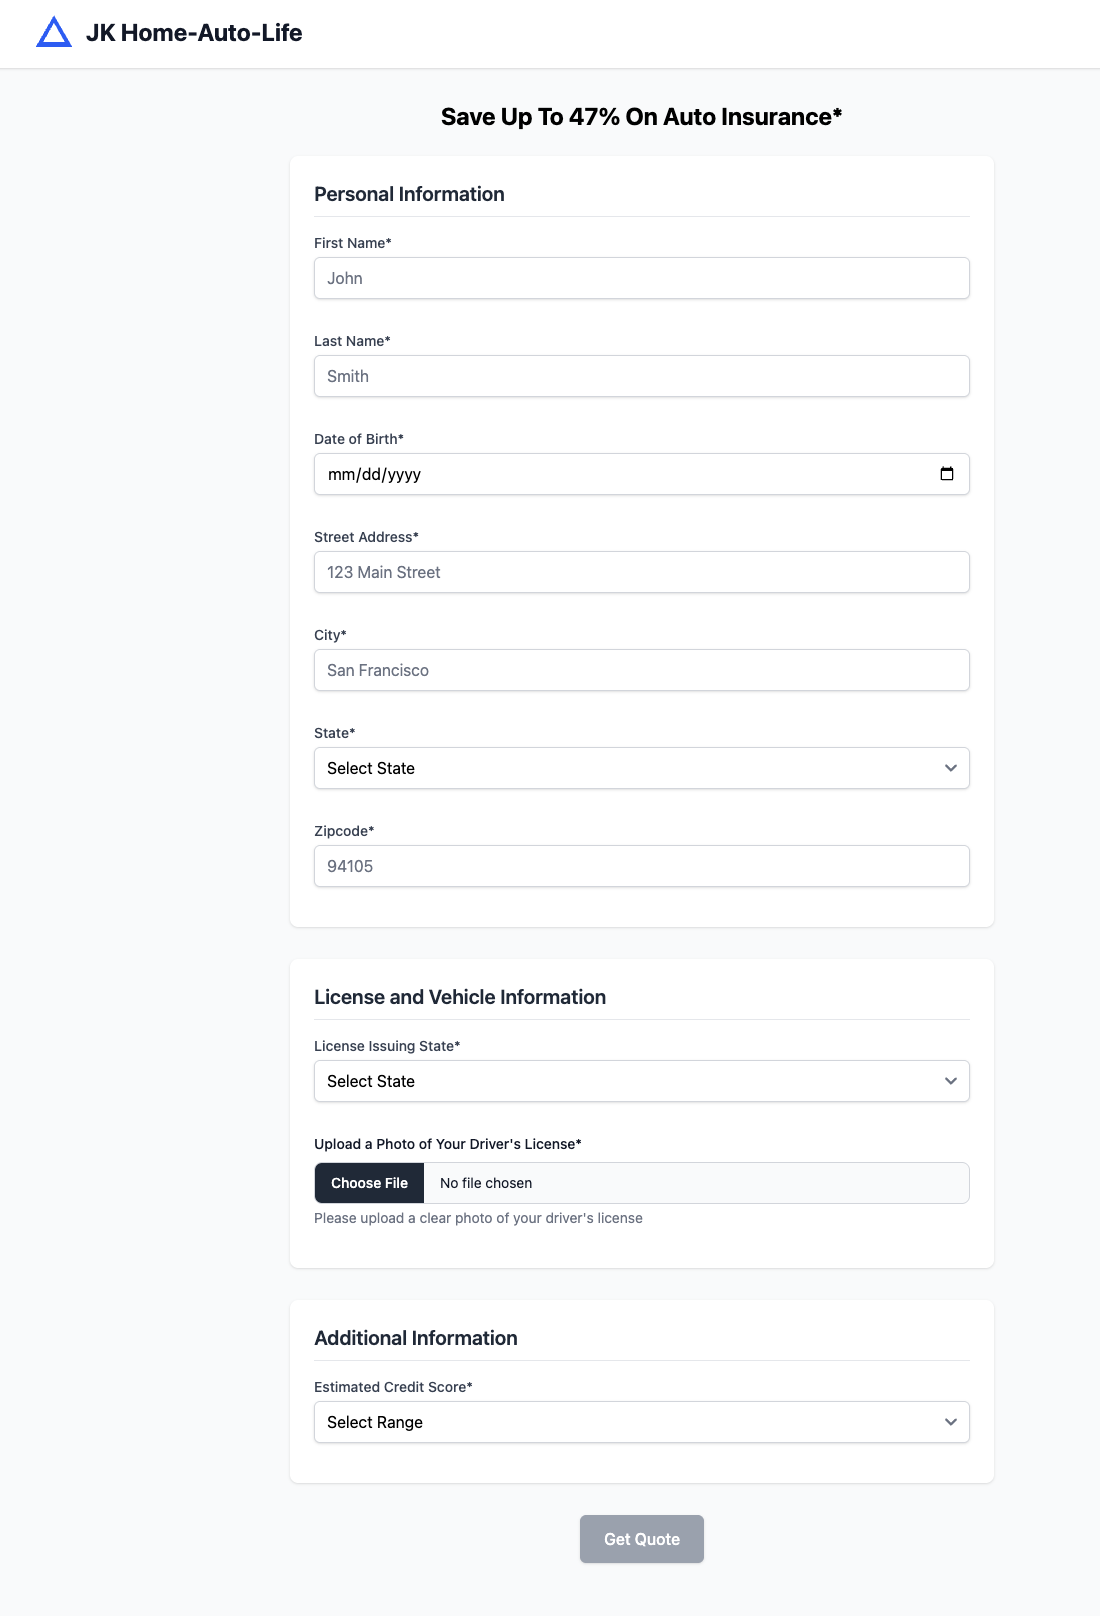 JK Home-Auto-Life
Save Up To 47% On Auto Insurance*
Personal Information
First Name*
John
Last Name*
Smith
Date of Birth*
mm/dd/yyyy
Street Address*
123 Main Street
City*
San Francisco
State*
Select State
Zipcode*
94105
License and Vehicle Information
License Issuing State*
Select State
Upload a Photo of Your Driver's License*
Choose File No file chosen
Please upload a clear photo of your driver's license
Additional Information
Estimated Credit Score*
Select Range
Get Quote